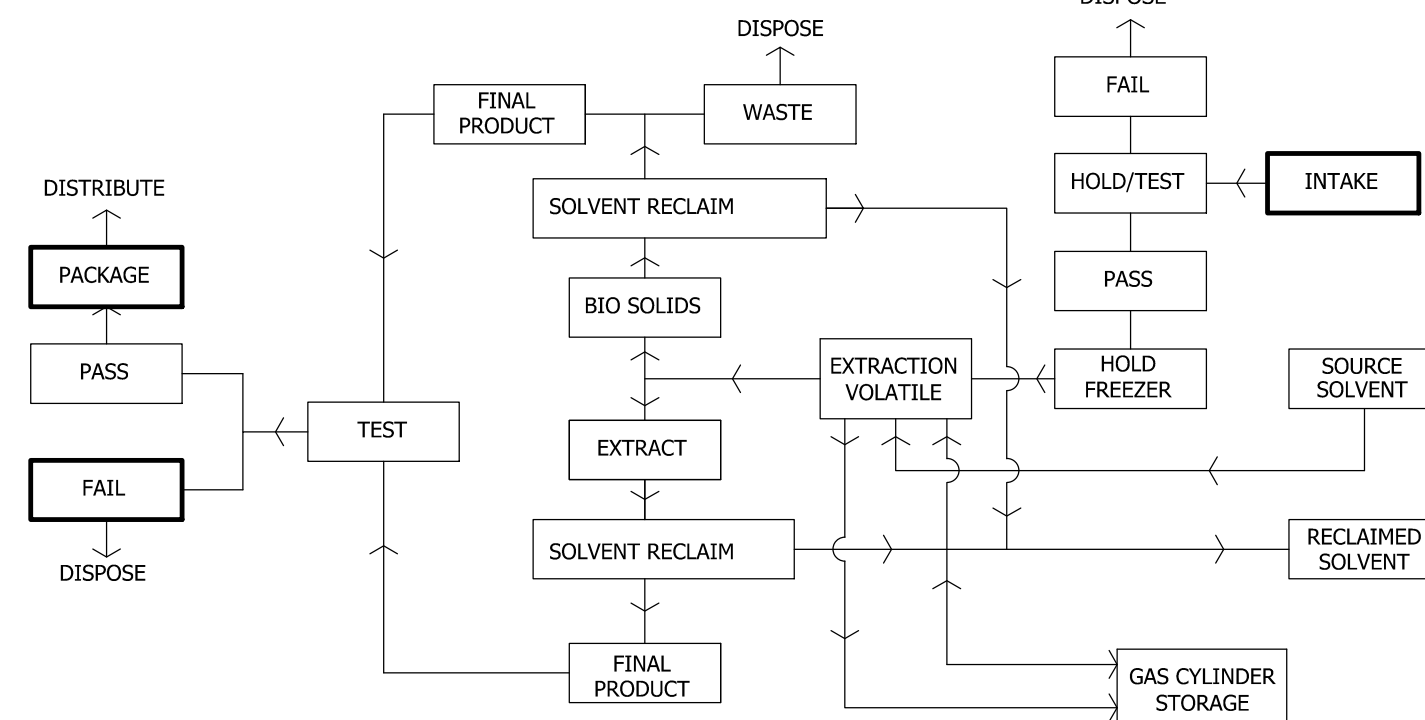 DISPOSE
DISPOSE
FAIL
FINAL
PRODUCT
WASTE
HOLD/TEST
INTAKE
DISTRIBUTE
SOLVENT RECLAIM
PACKAGE
BIO SOLIDS
PASS
PASS
EXTRACTION
VOLATILE
HOLD
FREEZER
SOURCE
SOLVENT
TEST
EXTRACT
FAIL
SOLVENT RECLAIM
RECLAIMED
SOLVENT
DISPOSE
FINAL
PRODUCT
GAS CYLINDER
STORAGE